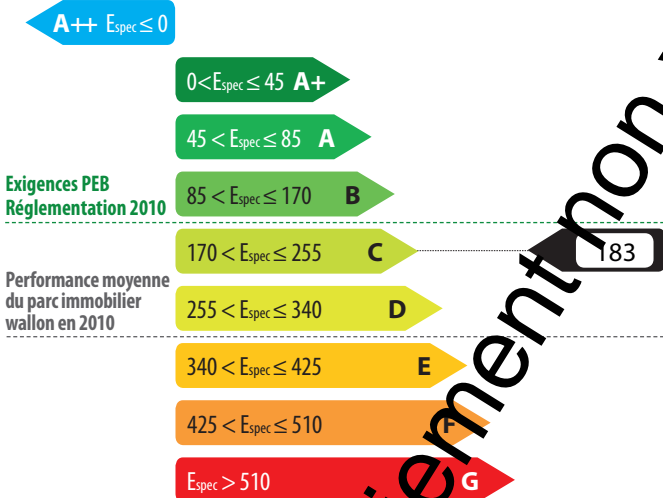 A++ Espec ≤ 0
0<Espec ≤ 45 A+
45 < Espec ≤ 85 A
Exigences PEB
Réglementation 2010
85 < Espec ≤ 170 B
170 < Espec ≤ 255 C
183
Performance moyenne
du parc immobilier
wallon en 2010
255 < Espec ≤ 340 D
340 < Espec ≤ 425 E
425 < Espec ≤ 510 F
Espec > 510 G
non